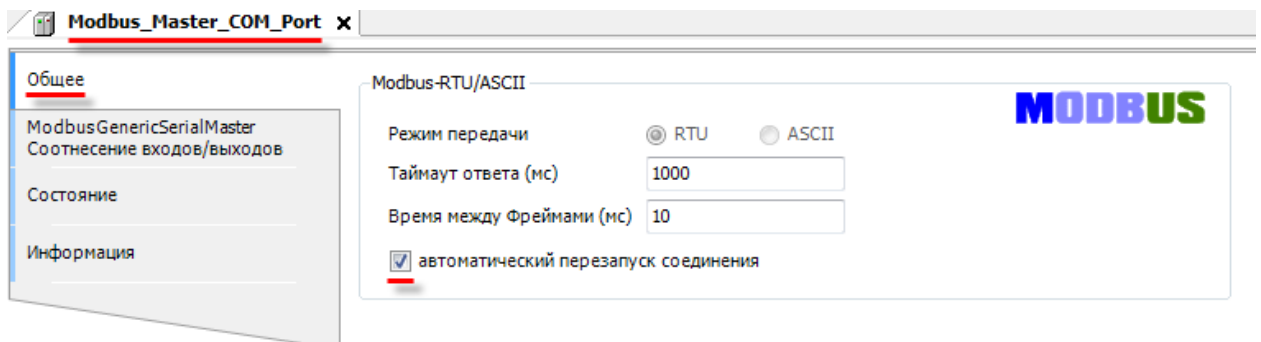 Modbus_Master_COM_Port x
Общее
ModbusGenericSerialMaster
Соотнесение входов/выходов
Состояние
Информация
Modbus-RTU/ASCII
MODBUS
Режим передачи RTU ASCII
Таймаут ответа (мс) 1000
Время между Фреймами (мс) 10
автоматический перезапуск соединения